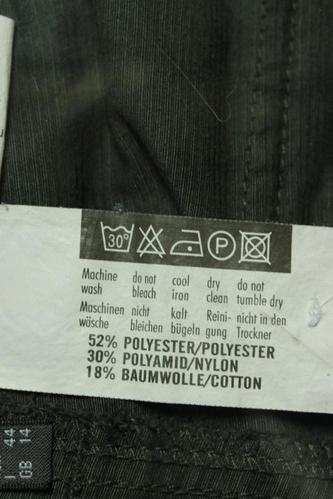 30° P
Machine do not cool dry do not
wash bleach iron clean tumble dry
Maschinen nicht kalt Reini- nicht in den
wäsche bleichen bügeln gung Trockner
52% POLYESTER/POLYESTER
30% POLYAMID/NYLON
18% BAUMWOLLE/COTTON
I 44
GB 14